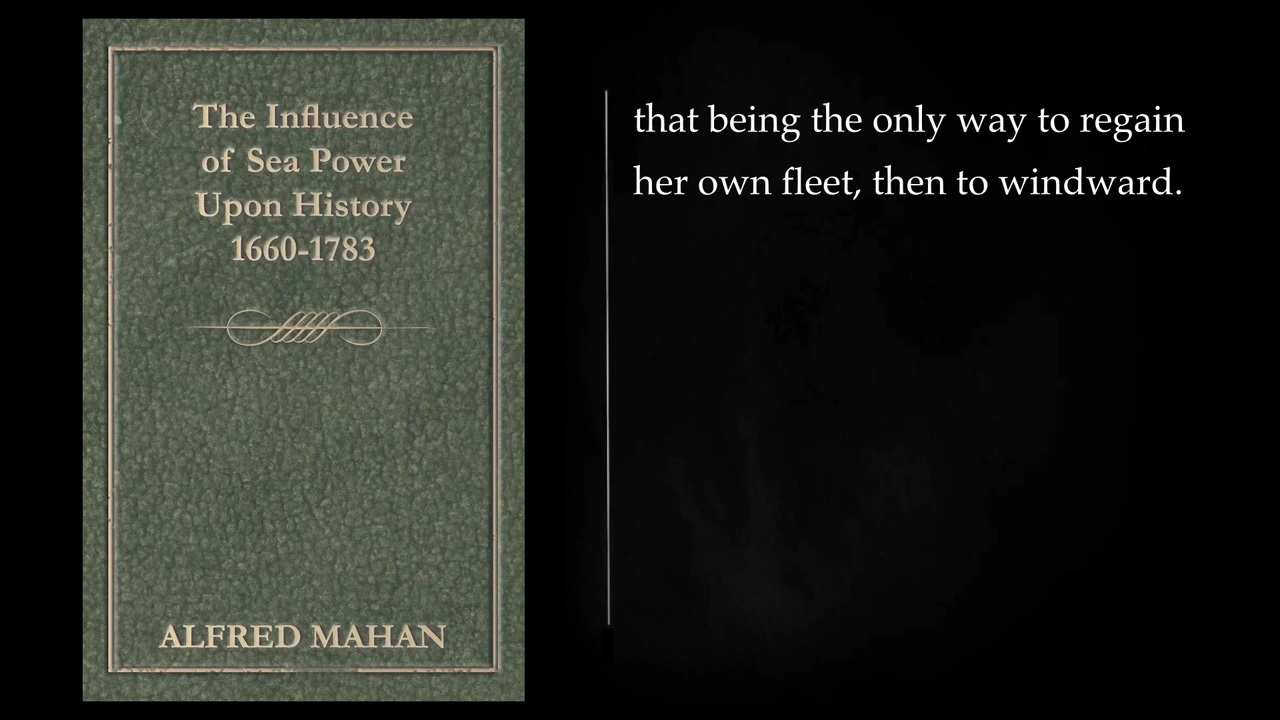 The Influence
of Sea Power
Upon History
1660-1783
ALFRED MAHAN
that being the only way to regain
her own fleet, then to windward.